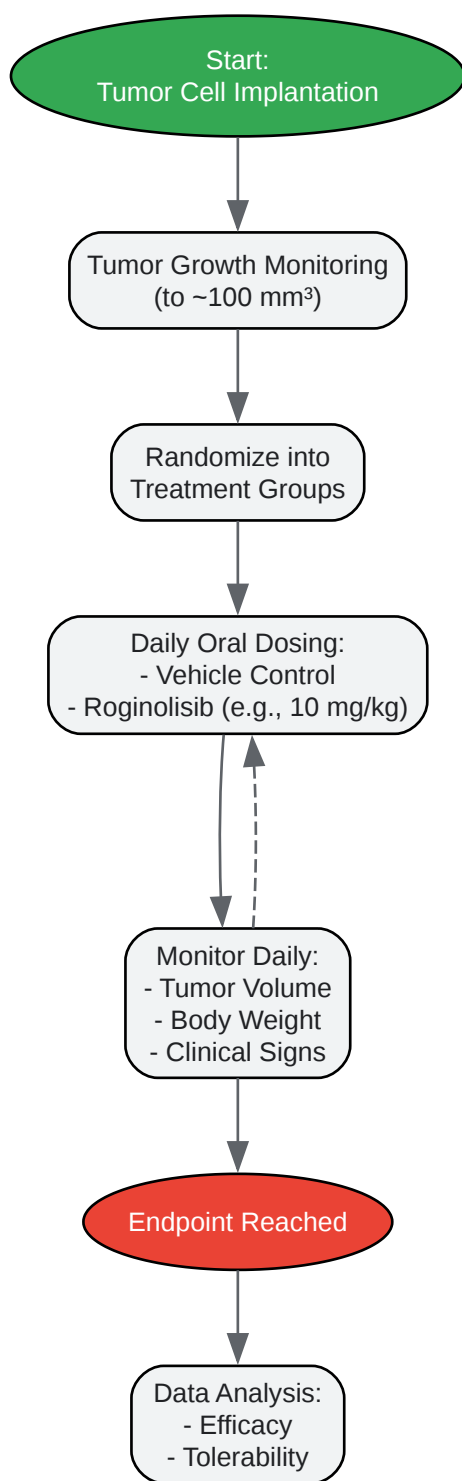 Start:
Tumor Cell Implantation
Tumor Growth Monitoring
(to ~100 mm³)
Randomize into
Treatment Groups
Daily Oral Dosing:
- Vehicle Control
- Roginolisib (e.g., 10 mg/kg)
Monitor Daily:
- Tumor Volume
- Body Weight
- Clinical Signs
Endpoint Reached
Data Analysis:
- Efficacy
- Tolerability